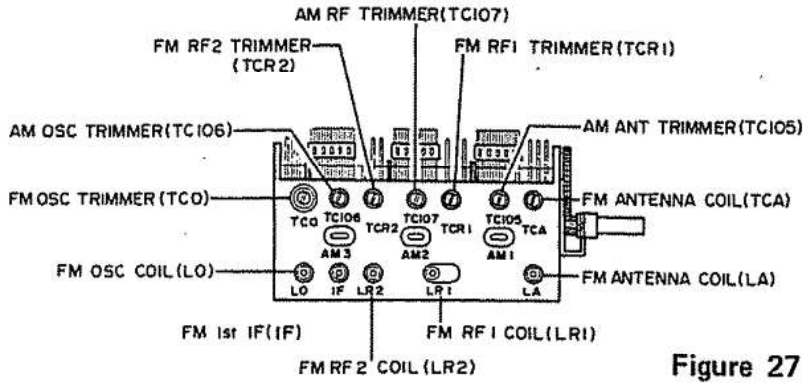 AM RF TRIMMER(TC107)
FM RF2 TRIMMER
(TCR2)
FM RF1 TRIMMER(TCR1)
AM OSC TRIMMER(TC106)
AM ANT TRIMMER(TC105)
FM OSC TRIMMER(TCO)
FM ANTENNA COIL(TCA)
TCO
TC106
TCR2
TC107
TCR1
TC105
TCA
AM3
AM2
AM1
FM OSC COIL(LO)
FM ANTENNA COIL(LA)
LO
IF
LR2
LR1
LA
FM 1st IF(IF)
FM RF1 COIL(LR1)
FM RF2 COIL(LR2)
Figure 27